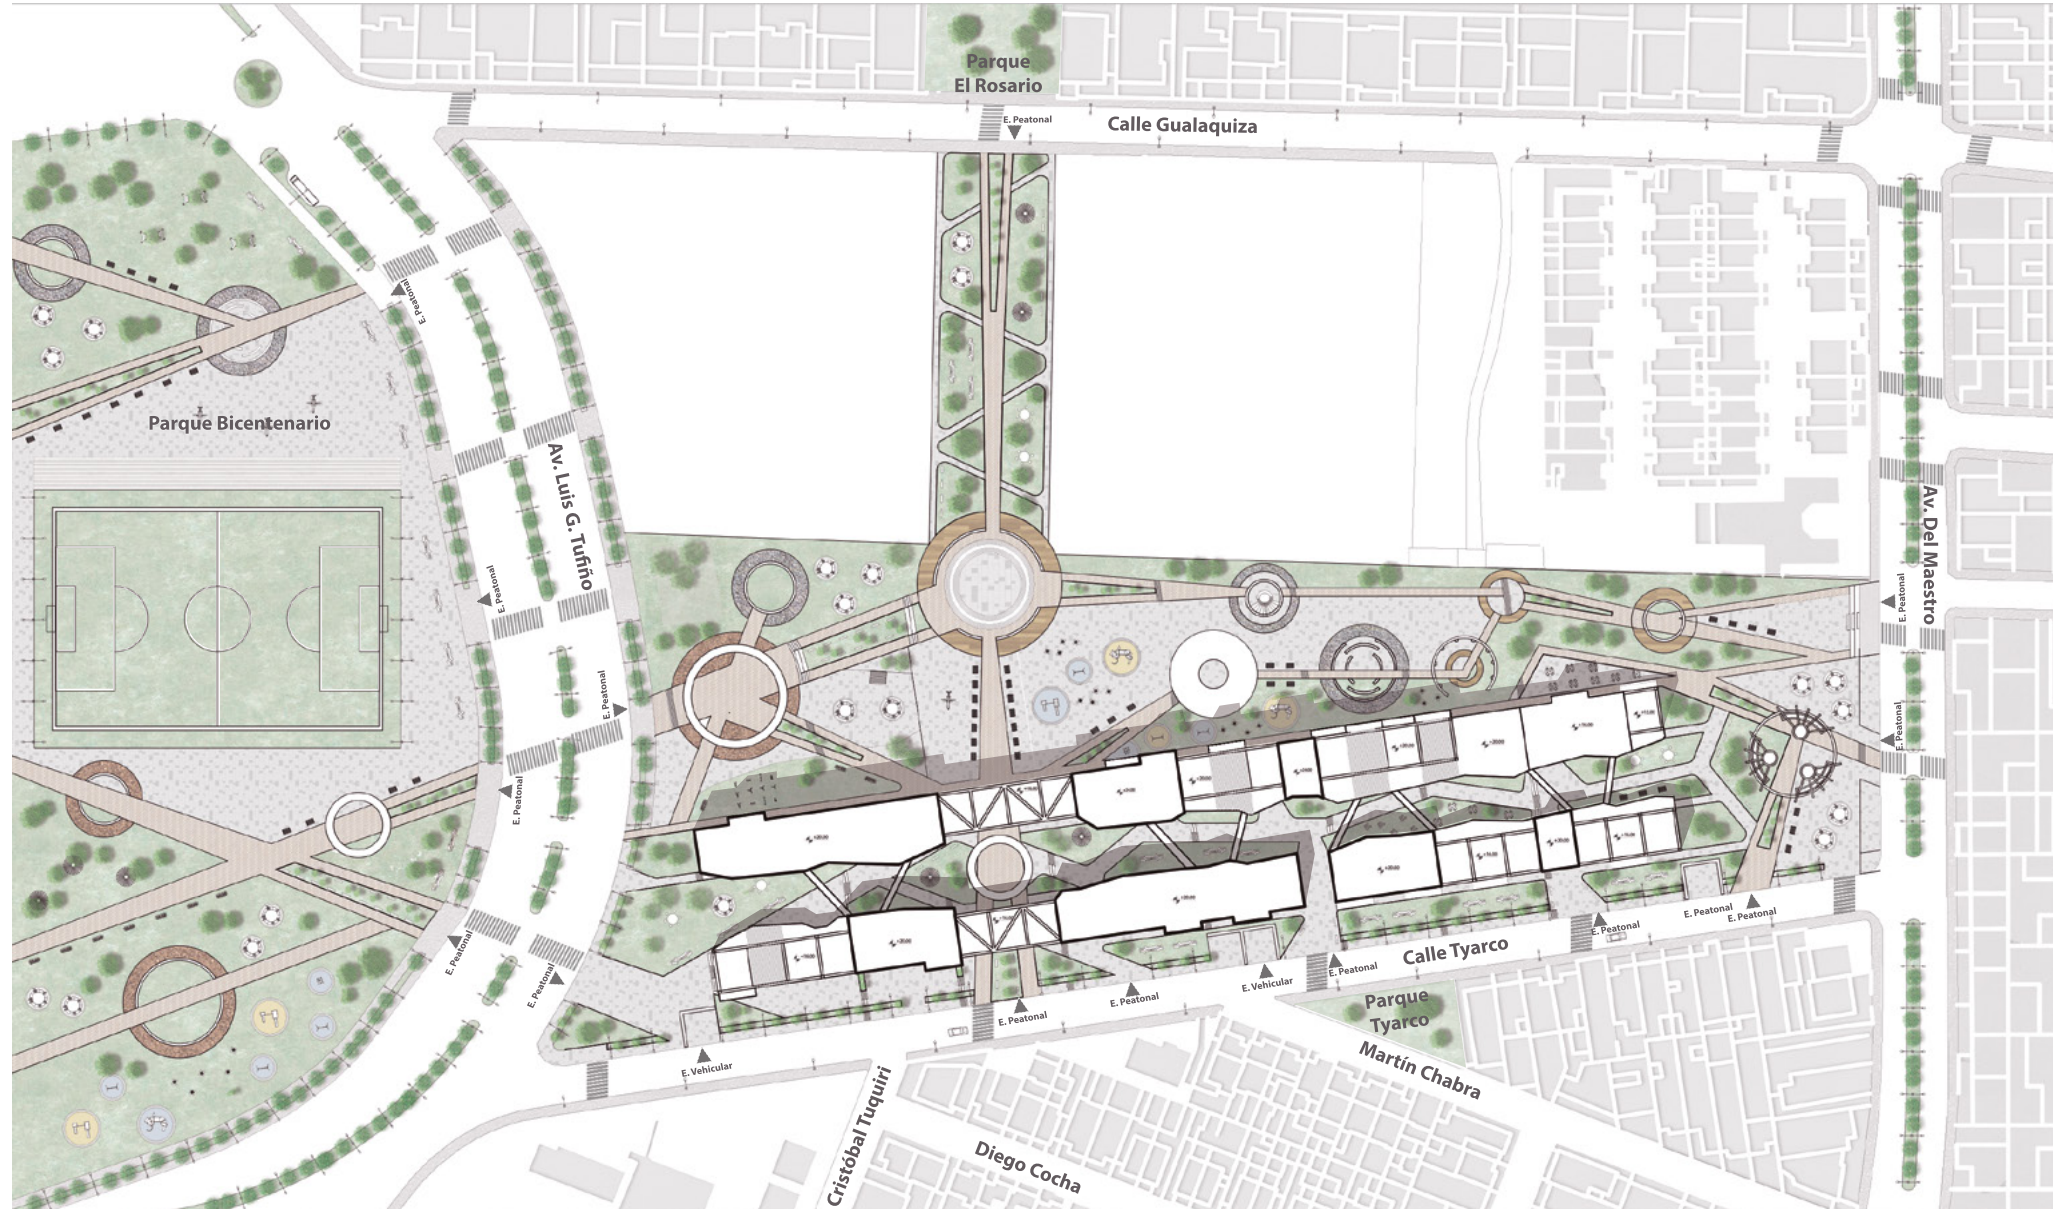 Parque
El Rosario
E. Peatonal
Calle Gualaquiza
E. Peatonal
Parque Bicentenario
Av. Luis G. Tufiño
Av. Del Maestro
E. Peatonal
E. Peatonal
E. Peatonal
E. Peatonal
E. Peatonal
E. Peatonal
E. Peatonal
E. Peatonal
E. Peatonal
E. Peatonal
Calle Tyarco
E. Peatonal
E. Vehicular
E. Peatonal
E. Peatonal
Parque
Tyarco
E. Vehicular
Martín Chabra
Cristóbal Tuquiri
Diego Cocha